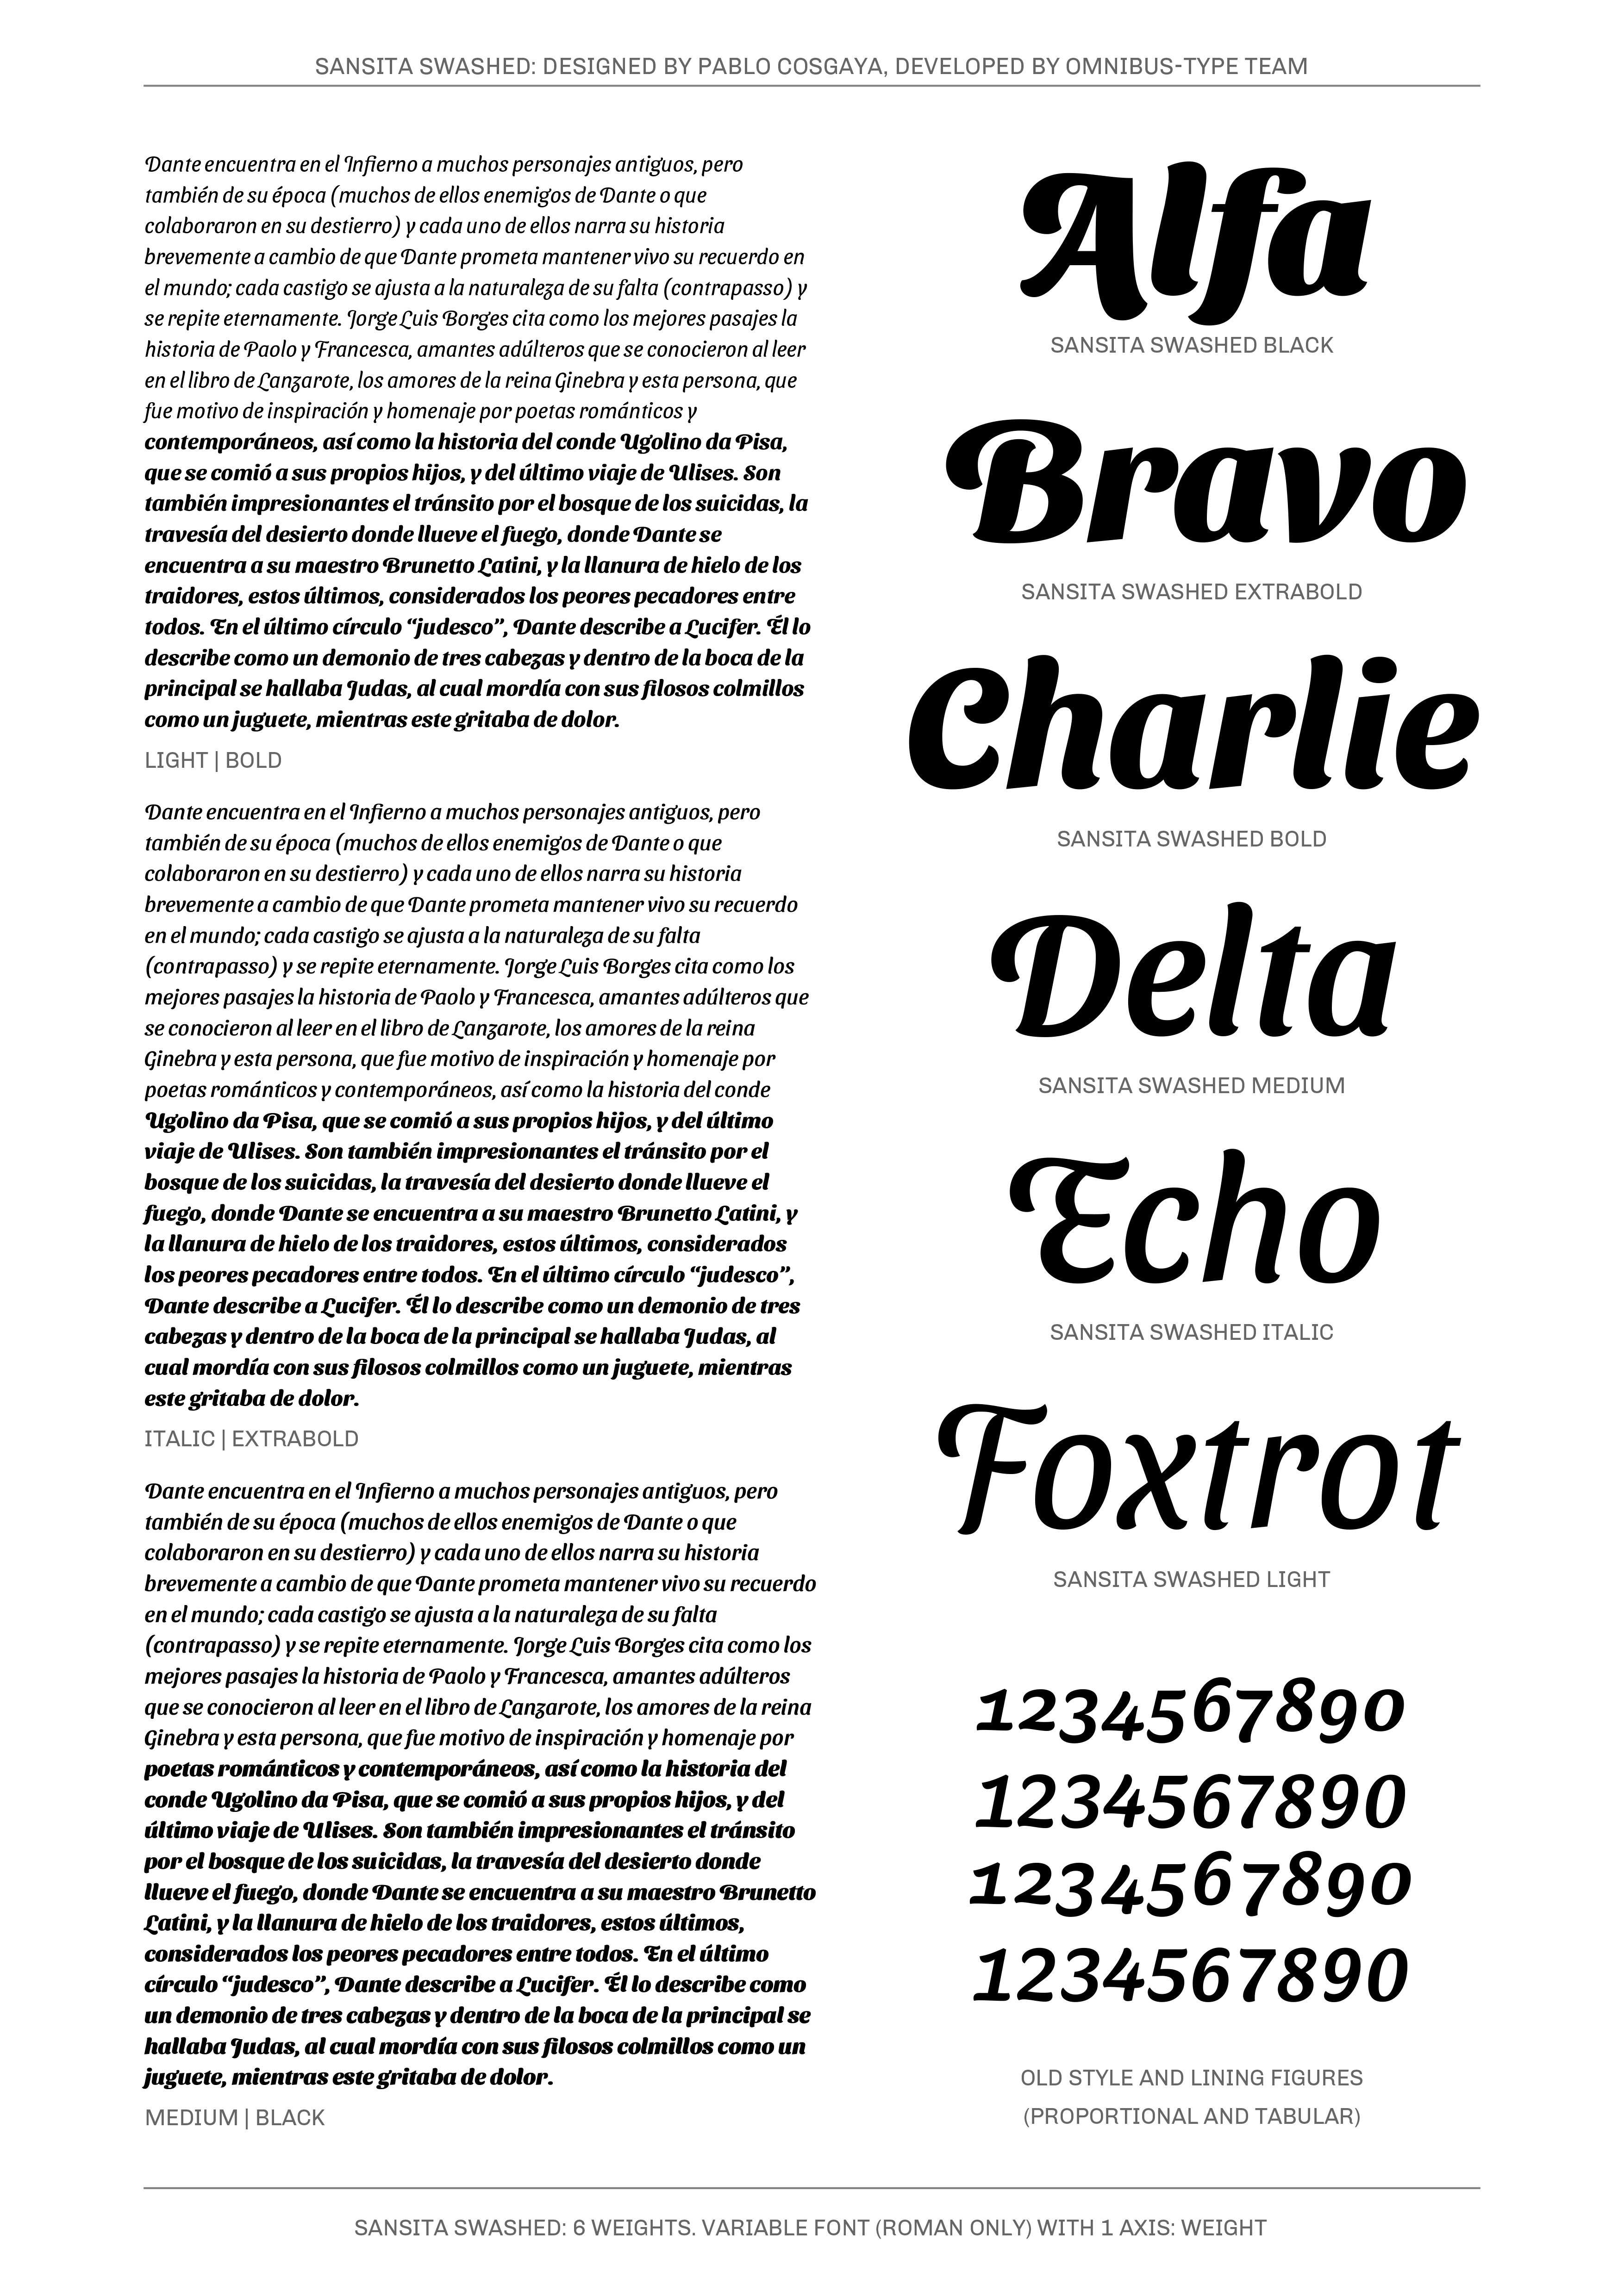 SANSITA SWASHED: DESIGNED BY PABLO COSGAYA, DEVELOPED BY OMNIBUS-TYPE TEAM
Dante encuentra en el Infierno a muchos personajes antiguos, pero
también de su época (muchos de ellos enemigos de Dante o que
colaboraron en su destierro) y cada uno de ellos narra su historia
brevemente a cambio de que Dante prometa mantener vivo su recuerdo en
el mundo; cada castigo se ajusta a la naturaleza de su falta (contrapasso) y
se repite eternamente. Jorge Luis Borges cita como los mejores pasajes la
historia de Paolo y Francesca, amantes adúlteros que se conocieron al leer
en el libro de Lanzarote, los amores de la reina Ginebra y esta persona, que
fue motivo de inspiración y homenaje por poetas románticos y
contemporáneos, así como la historia del conde Ugolino da Pisa,
que se comió a sus propios hijos, y del último viaje de Ulises. Son
también impresionantes el tránsito por el bosque de los suicidas, la
travesía del desierto donde llueve el fuego, donde Dante se
encuentra a su maestro Brunetto Latini, y la llanura de hielo de los
traidores, estos últimos, considerados los peores pecadores entre
todos. En el último círculo “judesco”, Dante describe a Lucifer. Él lo
describe como un demonio de tres cabezas y dentro de la boca de la
principal se hallaba Judas, al cual mordía con sus filosos colmillos
como un juguete, mientras este gritaba de dolor.
LIGHT | BOLD
Dante encuentra en el Infierno a muchos personajes antiguos, pero
también de su época (muchos de ellos enemigos de Dante o que
colaboraron en su destierro) y cada uno de ellos narra su historia
brevemente a cambio de que Dante prometa mantener vivo su recuerdo
en el mundo; cada castigo se ajusta a la naturaleza de su falta
(contrapasso) y se repite eternamente. Jorge Luis Borges cita como los
mejores pasajes la historia de Paolo y Francesca, amantes adúlteros que
se conocieron al leer en el libro de Lanzarote, los amores de la reina
Ginebra y esta persona, que fue motivo de inspiración y homenaje por
poetas románticos y contemporáneos, así como la historia del conde
Ugolino da Pisa, que se comió a sus propios hijos, y del último
viaje de Ulises. Son también impresionantes el tránsito por el
bosque de los suicidas, la travesía del desierto donde llueve el
fuego, donde Dante se encuentra a su maestro Brunetto Latini, y
la llanura de hielo de los traidores, estos últimos, considerados
los peores pecadores entre todos. En el último círculo “judesco”,
Dante describe a Lucifer. Él lo describe como un demonio de tres
cabezas y dentro de la boca de la principal se hallaba Judas, al
cual mordía con sus filosos colmillos como un juguete, mientras
este gritaba de dolor.
ITALIC | EXTRABOLD
Dante encuentra en el Infierno a muchos personajes antiguos, pero
también de su época (muchos de ellos enemigos de Dante o que
colaboraron en su destierro) y cada uno de ellos narra su historia
brevemente a cambio de que Dante prometa mantener vivo su recuerdo
en el mundo; cada castigo se ajusta a la naturaleza de su falta
(contrapasso) y se repite eternamente. Jorge Luis Borges cita como los
mejores pasajes la historia de Paolo y Francesca, amantes adúlteros
que se conocieron al leer en el libro de Lanzarote, los amores de la reina
Ginebra y esta persona, que fue motivo de inspiración y homenaje por
poetas románticos y contemporáneos, así como la historia del
conde Ugolino da Pisa, que se comió a sus propios hijos, y del
último viaje de Ulises. Son también impresionantes el tránsito
por el bosque de los suicidas, la travesía del desierto donde
llueve el fuego, donde Dante se encuentra a su maestro Brunetto
Latini, y la llanura de hielo de los traidores, estos últimos,
considerados los peores pecadores entre todos. En el último
círculo “judesco”, Dante describe a Lucifer. Él lo describe como
un demonio de tres cabezas y dentro de la boca de la principal se
hallaba Judas, al cual mordía con sus filosos colmillos como un
juguete, mientras este gritaba de dolor.
MEDIUM | BLACK
Alfa
SANSITA SWASHED BLACK
Bravo
SANSITA SWASHED EXTRABOLD
Charlie
SANSITA SWASHED BOLD
Delta
SANSITA SWASHED MEDIUM
Echo
SANSITA SWASHED ITALIC
Foxtrot
SANSITA SWASHED LIGHT
1234567890
1234567890
1234567890
1234567890
OLD STYLE AND LINING FIGURES
(PROPORTIONAL AND TABULAR)
SANSITA SWASHED: 6 WEIGHTS. VARIABLE FONT (ROMAN ONLY) WITH 1 AXIS: WEIGHT